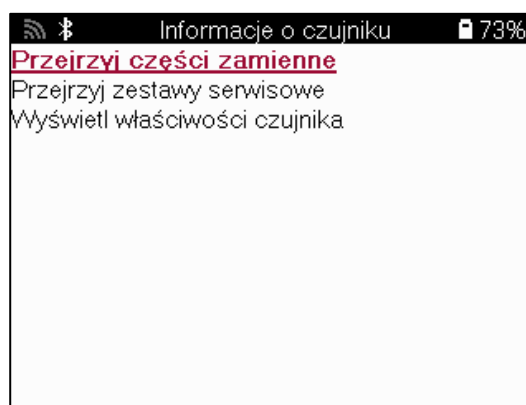 Informacje o czujniku 73%
Przejrzyj części zamienne
Przejrzyj zestawy serwisowe
Wyświetl właściwości czujnika